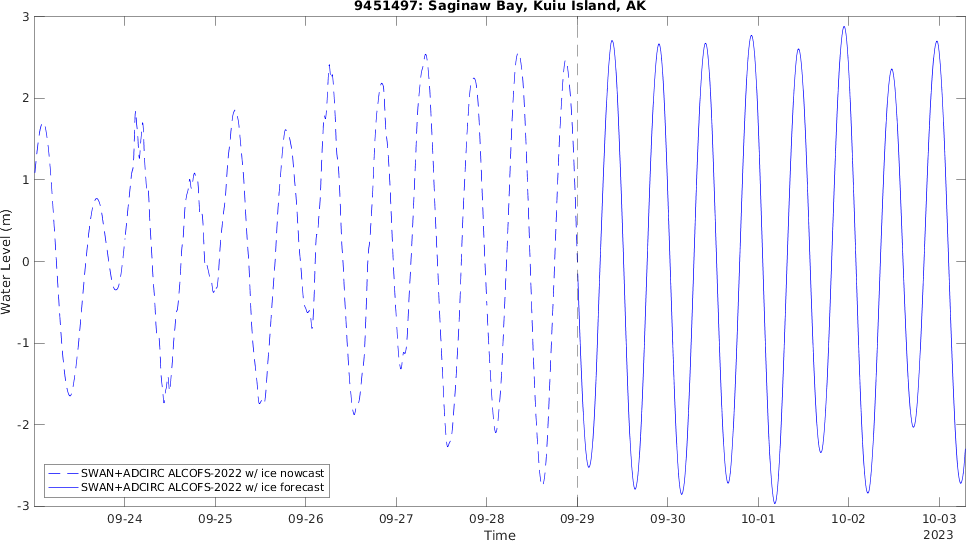 9451497: Saginaw Bay, Kuiu Island, AK
3
2
1
0
-1
-2
-3
Water Level (m)
SWAN+ADCIRC ALCOFS-2022 w/ ice nowcast
SWAN+ADCIRC ALCOFS-2022 w/ ice forecast
09-24 09-25 09-26 09-27 09-28 09-29 09-30 10-01 10-02 10-03
Time 2023